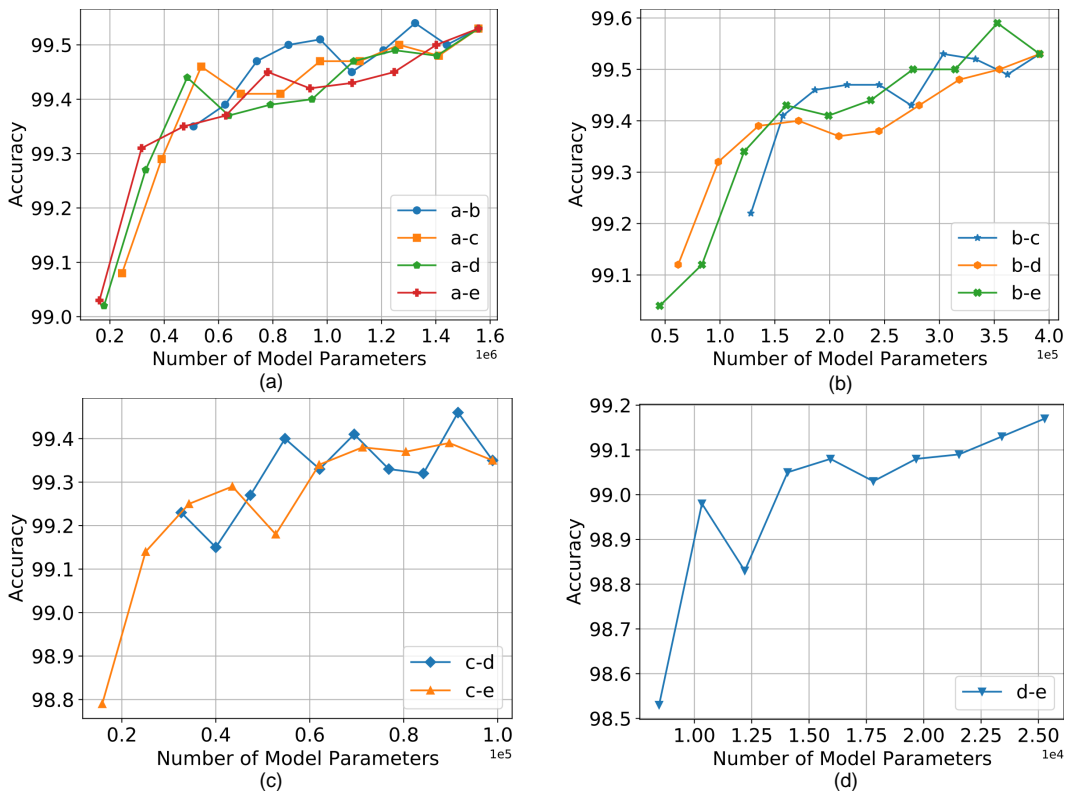 99.5
99.4
99.3
99.2
99.1
99.0
Accuracy
a-b
a-c
a-d
a-e
0.2 0.4 0.6 0.8 1.0 1.2 1.4 1.6
1e6
Number of Model Parameters
(a)
99.6
99.5
99.4
99.3
99.2
99.1
Accuracy
b-c
b-d
b-e
0.5 1.0 1.5 2.0 2.5 3.0 3.5 4.0
1e5
Number of Model Parameters
(b)
99.4
99.3
99.2
99.1
99.0
98.9
98.8
Accuracy
c-d
c-e
0.2 0.4 0.6 0.8 1.0
1e5
Number of Model Parameters
(c)
99.2
99.1
99.0
98.9
98.8
98.7
98.6
98.5
Accuracy
d-e
1.00 1.25 1.50 1.75 2.00 2.25 2.50
1e4
Number of Model Parameters
(d)